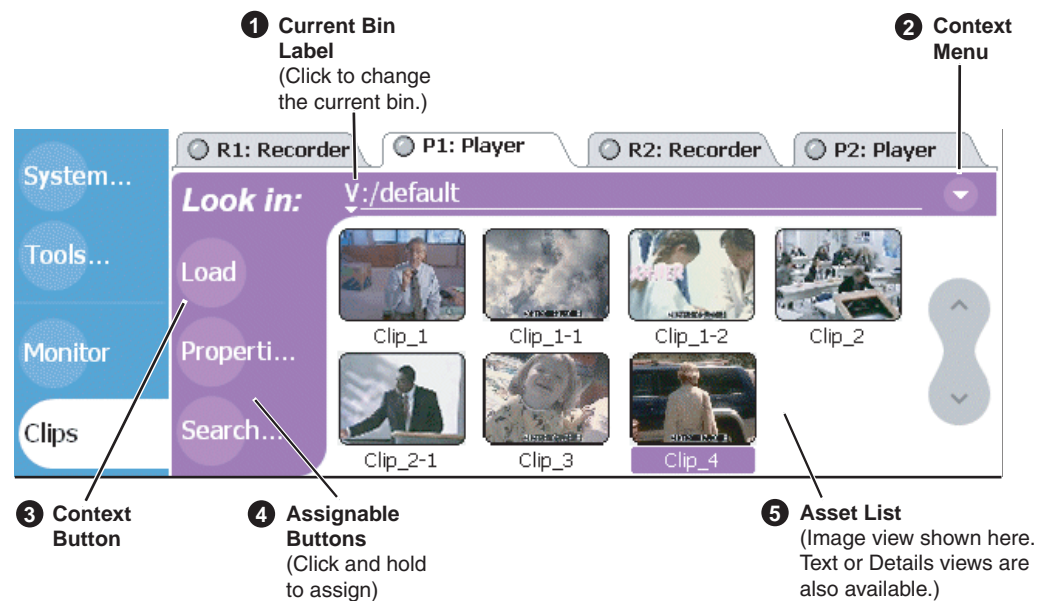 1 Current Bin
Label
(Click to change
the current bin.)
2 Context
Menu
R1: Recorder
P1: Player
R2: Recorder
P2: Player
System...
Tools...
Monitor
Clips
Look in:
V:/default
Load
Properti...
Search...
Clip_1
Clip_1-1
Clip_1-2
Clip_2
Clip_2-1
Clip_3
Clip_4
3 Context
Button
4 Assignable
Buttons
(Click and hold
to assign)
5 Asset List
(Image view shown here.
Text or Details views are
also available.)